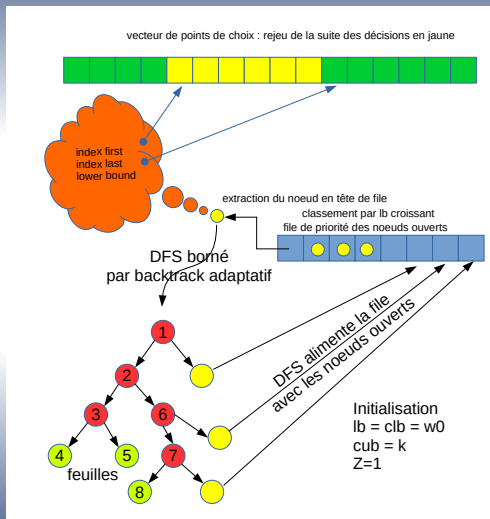 vecteur de points de choix : rejeu de la suite des décisions en jaune
index first
index last
lower bound
extraction du noeud en tête de file
classement par lb croissant
file de priorité des noeuds ouverts
DFS borné
par backtrack adaptatif
DFS alimente la file
avec les noeuds ouverts
1
2
3
6
4
5
7
feuilles
8
Initialisation
lb = clb = w0
cub = k
Z=1